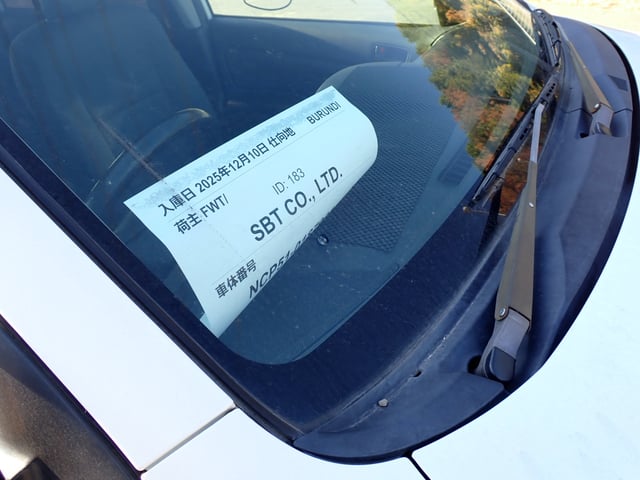 入庫日 2025年12月10日 仕向地 BURUNDI
荷主 FWT/ ID: 183
SBT CO., LTD.
車体番号